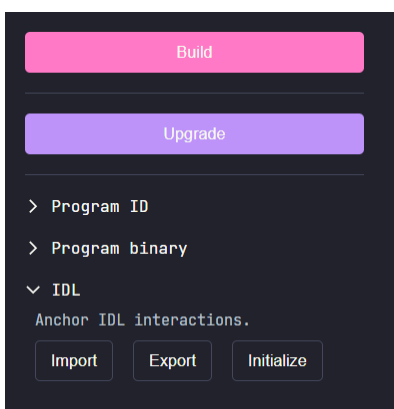 Build
Upgrade
Program ID
Program binary
IDL
Anchor IDL interactions.
Import Export Initialize